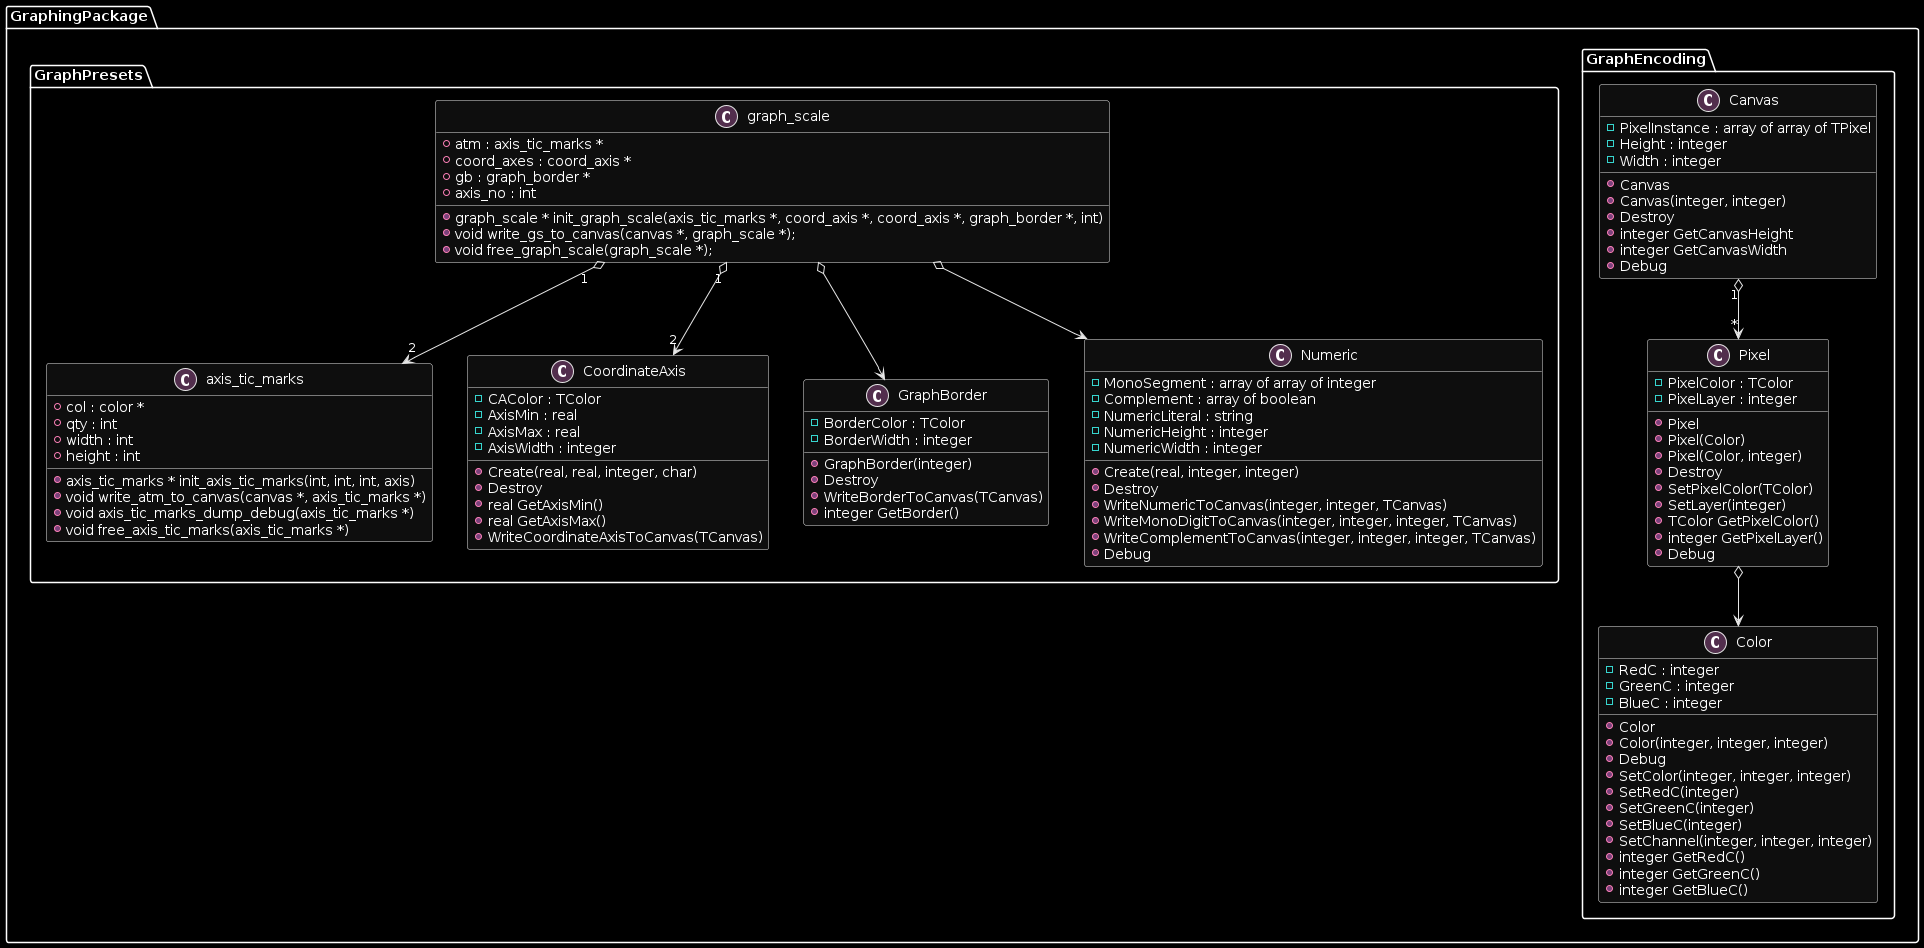 GraphingPackage
GraphPresets
graph_scale
atm : axis_tic_marks *
coord_axes : coord_axis *
gb : graph_border *
axis_no : int
graph_scale * init_graph_scale(axis_tic_marks *, coord_axis *, coord_axis *, graph_border *, int)
void write_gs_to_canvas(canvas *, graph_scale *);
void free_graph_scale(graph_scale *);
1
2
1
2
axis_tic_marks
col : color *
qty : int
width : int
height : int
axis_tic_marks * init_axis_tic_marks(int, int, int, axis)
void write_atm_to_canvas(canvas *, axis_tic_marks *)
void axis_tic_marks_dump_debug(axis_tic_marks *)
void free_axis_tic_marks(axis_tic_marks *)
CoordinateAxis
CAColor : TColor
AxisMin : real
AxisMax : real
AxisWidth : integer
Create(real, real, integer, char)
Destroy
real GetAxisMin()
real GetAxisMax()
WriteCoordinateAxisToCanvas(TCanvas)
GraphBorder
BorderColor : TColor
BorderWidth : integer
GraphBorder(integer)
Destroy
WriteBorderToCanvas(TCanvas)
integer GetBorder()
Numeric
MonoSegment : array of array of integer
Complement : array of boolean
NumericLiteral : string
NumericHeight : integer
NumericWidth : integer
Create(real, integer, integer)
Destroy
WriteNumericToCanvas(integer, integer, TCanvas)
WriteMonoDigitToCanvas(integer, integer, integer, TCanvas)
WriteComplementToCanvas(integer, integer, integer, TCanvas)
Debug
GraphEncoding
Canvas
PixelInstance : array of array of TPixel
Height : integer
Width : integer
Canvas
Canvas(integer, integer)
Destroy
integer GetCanvasHeight
integer GetCanvasWidth
Debug
1
*
Pixel
PixelColor : TColor
PixelLayer : integer
Pixel
Pixel(Color)
Pixel(Color, integer)
Destroy
SetPixelColor(TColor)
SetLayer(integer)
TColor GetPixelColor()
integer GetPixelLayer()
Debug
Color
RedC : integer
GreenC : integer
BlueC : integer
Color
Color(integer, integer, integer)
Debug
SetColor(integer, integer, integer)
SetRedC(integer)
SetGreenC(integer)
SetBlueC(integer)
SetChannel(integer, integer, integer)
integer GetRedC()
integer GetGreenC()
integer GetBlueC()